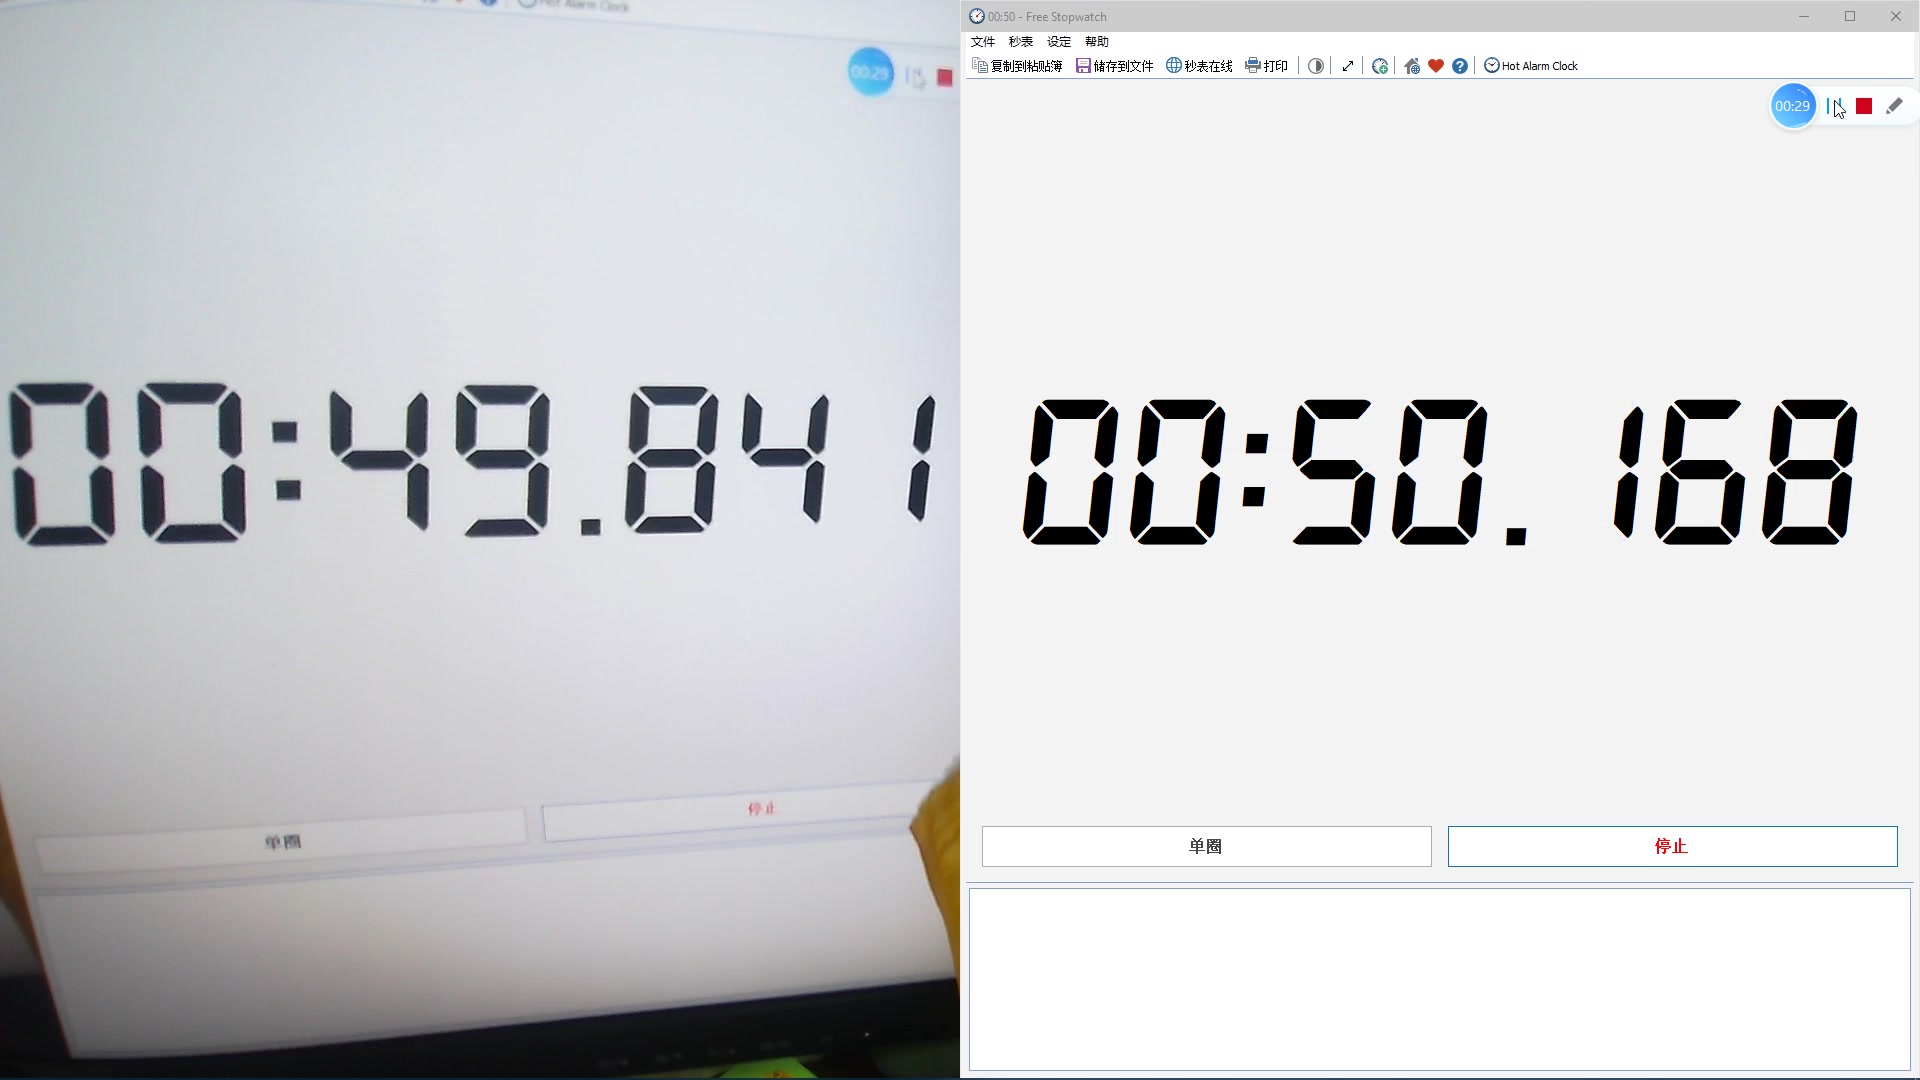 Hot Alarm Clock
00:29
00:49.841
单圈
停止
00:50 - Free Stopwatch
文件 秒表 设定 帮助
复制到粘贴簿 储存到文件 秒表在线 打印 Hot Alarm Clock
00:29
00:50.168
单圈
停止